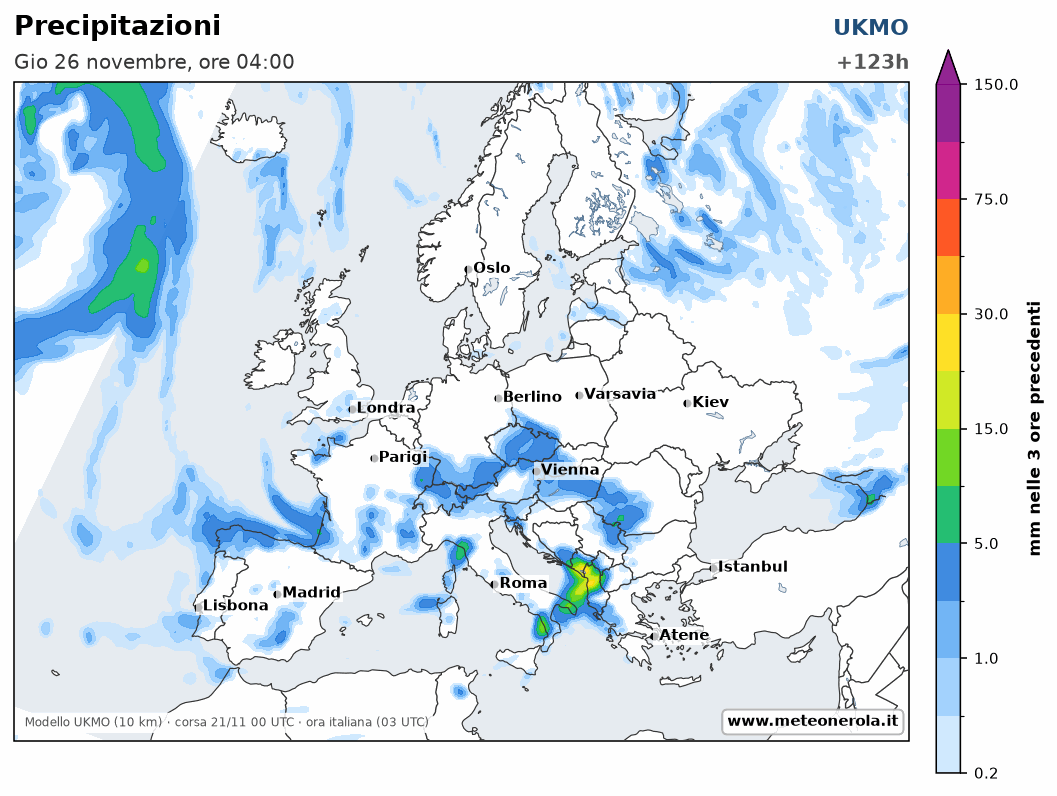 Precipitazioni
UKMO
Gio 26 novembre, ore 04:00
+123h
150.0
75.0
30.0
15.0
5.0
1.0
0.2
mm nelle 3 ore precedenti
Oslo
Londra
Berlino
Varsavia
Kiev
Parigi
Vienna
Istanbul
Roma
Madrid
Lisbona
Atene
Modello UKMO (10 km) · corsa 21/11 00 UTC · ora italiana (03 UTC)
www.meteonerola.it